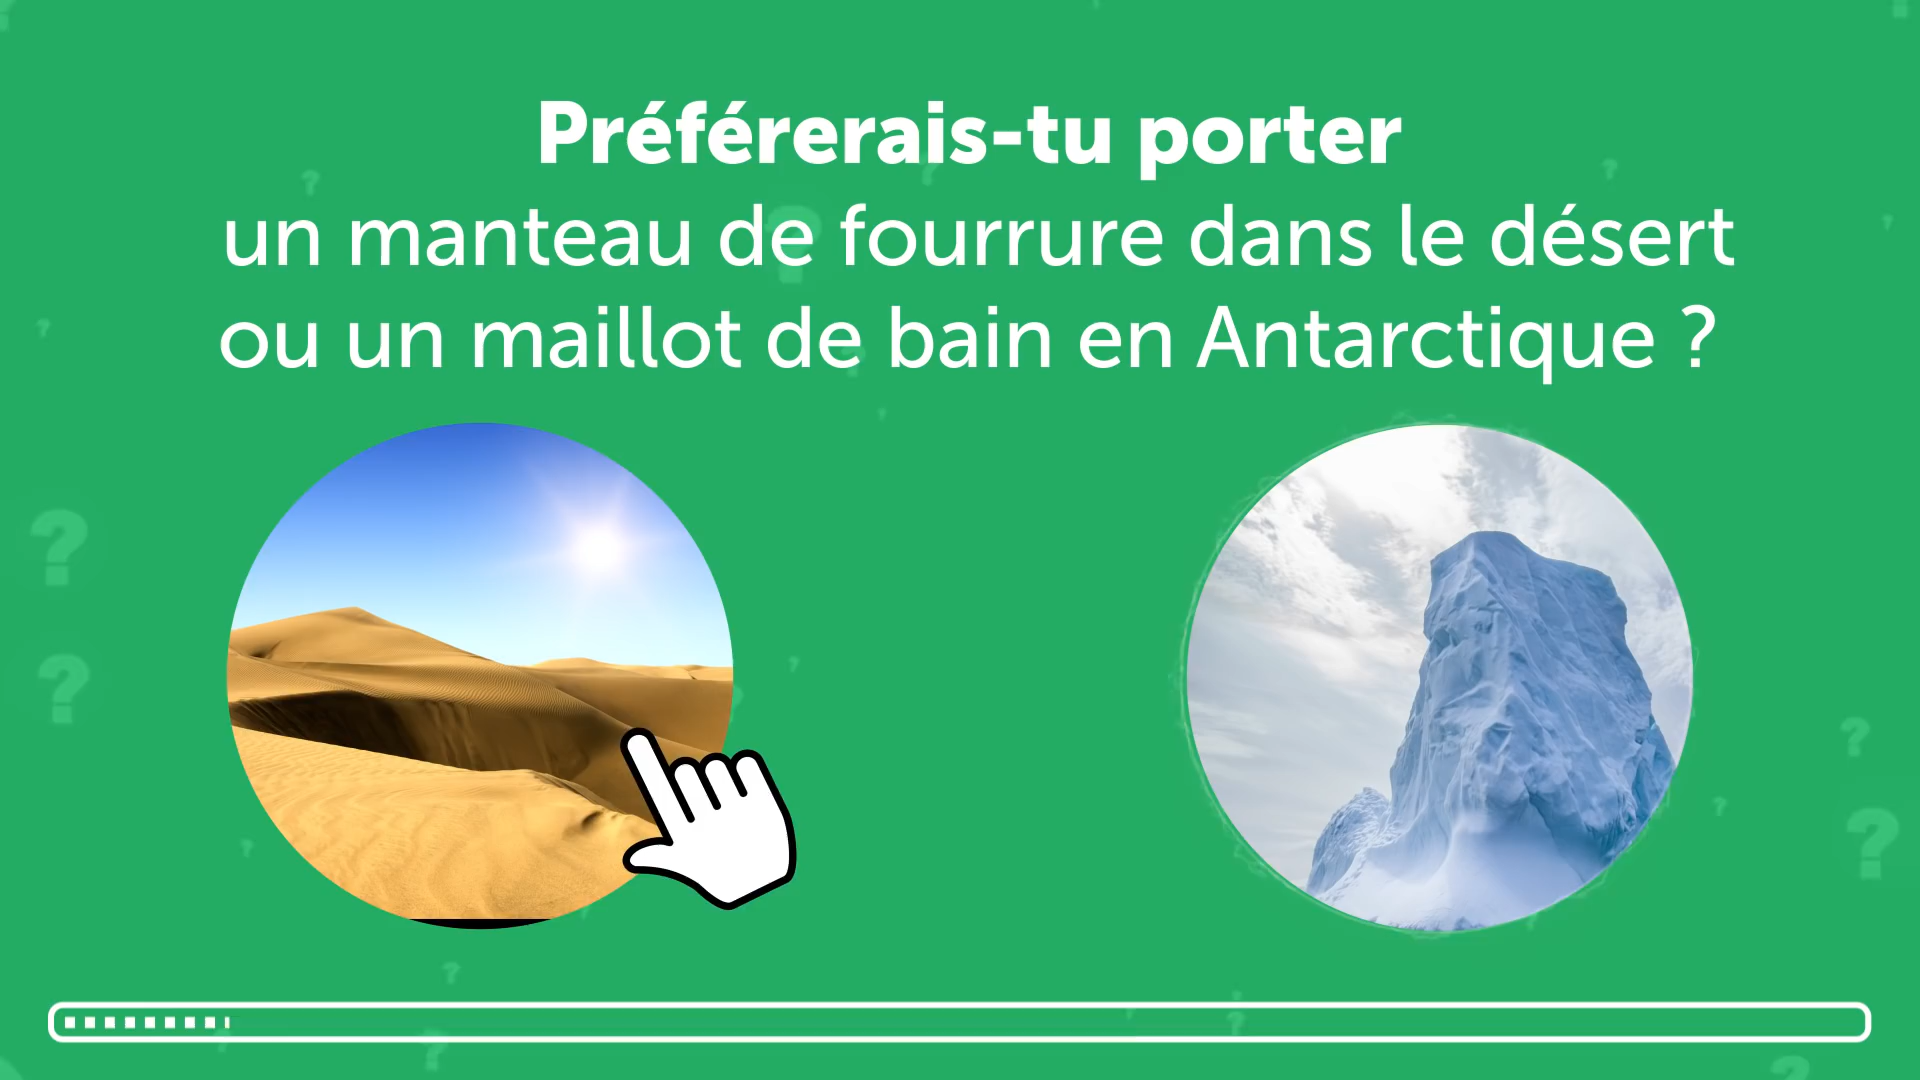 Préférerais-tu porter
un manteau de fourrure dans le désert
ou un maillot de bain en Antarctique ?